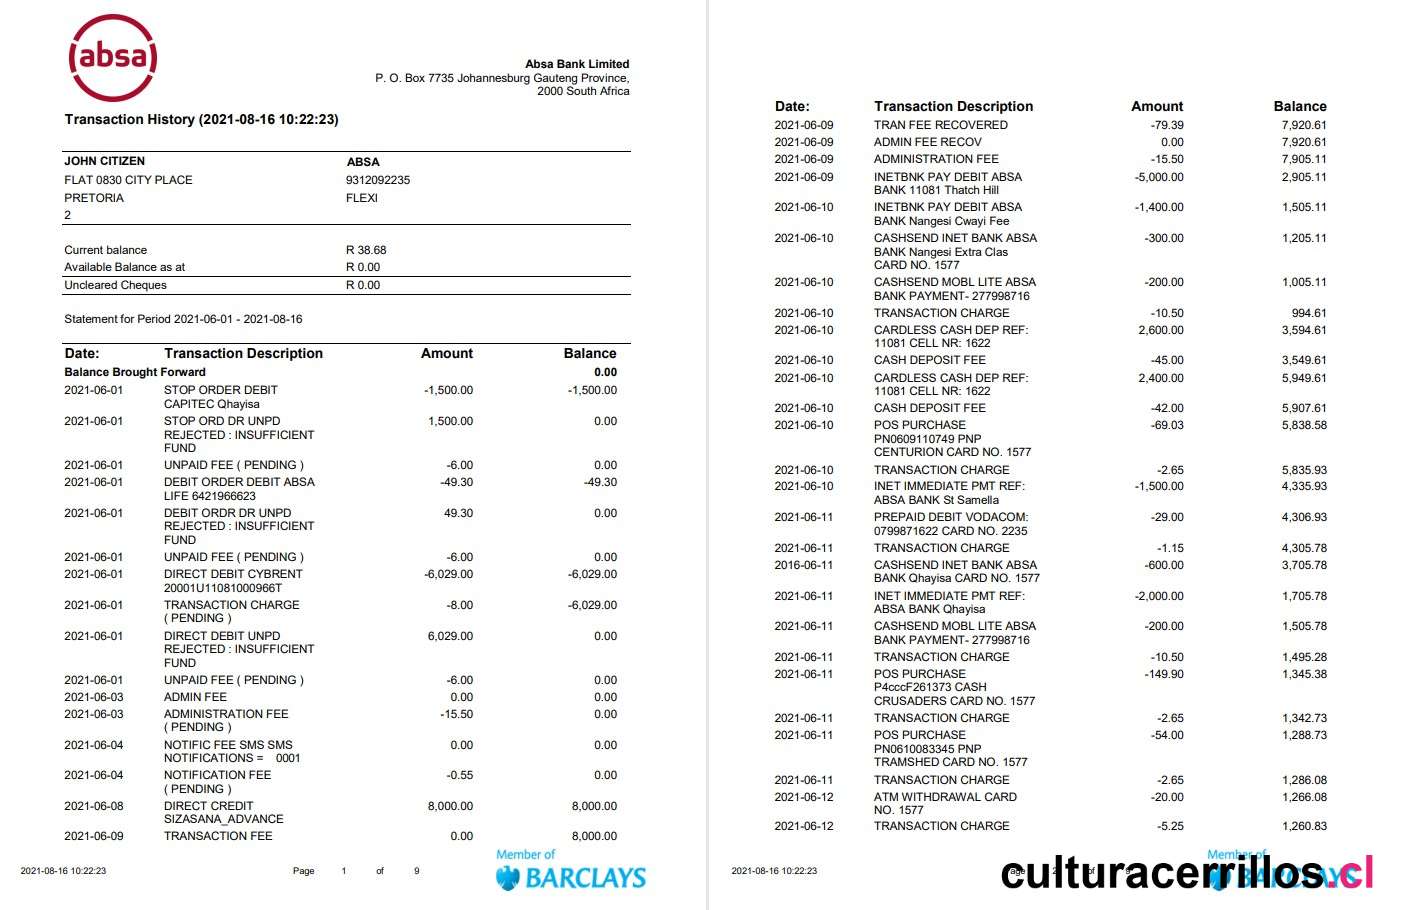 absa
Absa Bank Limited
P. O. Box 7735 Johannesburg Gauteng Province,
2000 South Africa
Transaction History (2021-08-16 10:22:23)
JOHN CITIZEN ABSA
FLAT 0830 CITY PLACE 9312092235
PRETORIA FLEXI
2
Current balance R 38.68
Available Balance as at R 0.00
Uncleared Cheques R 0.00
Statement for Period 2021-06-01 - 2021-08-16
Date: Transaction Description Amount Balance
Balance Brought Forward 0.00
2021-06-01 STOP ORDER DEBIT -1,500.00 -1,500.00
CAPITEC Qhayisa
2021-06-01 STOP ORD DR UNPD 1,500.00 0.00
REJECTED : INSUFFICIENT
FUND
2021-06-01 UNPAID FEE ( PENDING ) -6.00 0.00
2021-06-01 DEBIT ORDER DEBIT ABSA -49.30 -49.30
LIFE 6421966623
2021-06-01 DEBIT ORDR DR UNPD 49.30 0.00
REJECTED : INSUFFICIENT
FUND
2021-06-01 UNPAID FEE ( PENDING ) -6.00 0.00
2021-06-01 DIRECT DEBIT CYBRENT -6,029.00 -6,029.00
20001U11081000966T
2021-06-01 TRANSACTION CHARGE -8.00 -6,029.00
( PENDING )
2021-06-01 DIRECT DEBIT UNPD 6,029.00 0.00
REJECTED : INSUFFICIENT
FUND
2021-06-01 UNPAID FEE ( PENDING ) -6.00 0.00
2021-06-03 ADMIN FEE 0.00 0.00
2021-06-03 ADMINISTRATION FEE -15.50 0.00
( PENDING )
2021-06-04 NOTIFIC FEE SMS SMS 0.00 0.00
NOTIFICATIONS = 0001
2021-06-04 NOTIFICATION FEE -0.55 0.00
( PENDING )
2021-06-08 DIRECT CREDIT 8,000.00 8,000.00
SIZASANA_ADVANCE
2021-06-09 TRANSACTION FEE 0.00 8,000.00
2021-08-16 10:22:23 Page 1 of 9
Member of
BARCLAYS
Date: Transaction Description Amount Balance
2021-06-09 TRAN FEE RECOVERED -79.39 7,920.61
2021-06-09 ADMIN FEE RECOV 0.00 7,920.61
2021-06-09 ADMINISTRATION FEE -15.50 7,905.11
2021-06-09 INETBNK PAY DEBIT ABSA -5,000.00 2,905.11
BANK 11081 Thatch Hill
2021-06-10 INETBNK PAY DEBIT ABSA -1,400.00 1,505.11
BANK Nangesi Cwayi Fee
2021-06-10 CASHSEND INET BANK ABSA -300.00 1,205.11
BANK Nangesi Extra Clas
CARD NO. 1577
2021-06-10 CASHSEND MOBL LITE ABSA -200.00 1,005.11
BANK PAYMENT- 277998716
2021-06-10 TRANSACTION CHARGE -10.50 994.61
2021-06-10 CARDLESS CASH DEP REF: 2,600.00 3,594.61
11081 CELL NR: 1622
2021-06-10 CASH DEPOSIT FEE -45.00 3,549.61
2021-06-10 CARDLESS CASH DEP REF: 2,400.00 5,949.61
11081 CELL NR: 1622
2021-06-10 CASH DEPOSIT FEE -42.00 5,907.61
2021-06-10 POS PURCHASE -69.03 5,838.58
PN0609110749 PNP
CENTURION CARD NO. 1577
2021-06-10 TRANSACTION CHARGE -2.65 5,835.93
2021-06-10 INET IMMEDIATE PMT REF: -1,500.00 4,335.93
ABSA BANK St Samella
2021-06-11 PREPAID DEBIT VODACOM: -29.00 4,306.93
0799871622 CARD NO. 2235
2021-06-11 TRANSACTION CHARGE -1.15 4,305.78
2016-06-11 CASHSEND INET BANK ABSA -600.00 3,705.78
BANK Qhayisa CARD NO. 1577
2021-06-11 INET IMMEDIATE PMT REF: -2,000.00 1,705.78
ABSA BANK Qhayisa
2021-06-11 CASHSEND MOBL LITE ABSA -200.00 1,505.78
BANK PAYMENT- 277998716
2021-06-11 TRANSACTION CHARGE -10.50 1,495.28
2021-06-11 POS PURCHASE -149.90 1,345.38
P4cccF261373 CASH
CRUSADERS CARD NO. 1577
2021-06-11 TRANSACTION CHARGE -2.65 1,342.73
2021-06-11 POS PURCHASE -54.00 1,288.73
PN0610083345 PNP
TRAMSHED CARD NO. 1577
2021-06-11 TRANSACTION CHARGE -2.65 1,286.08
2021-06-12 ATM WITHDRAWAL CARD -20.00 1,266.08
NO. 1577
2021-06-12 TRANSACTION CHARGE -5.25 1,260.83
2021-08-16 10:22:23
Member of
BARCLAYS
culturacerrillos.cl